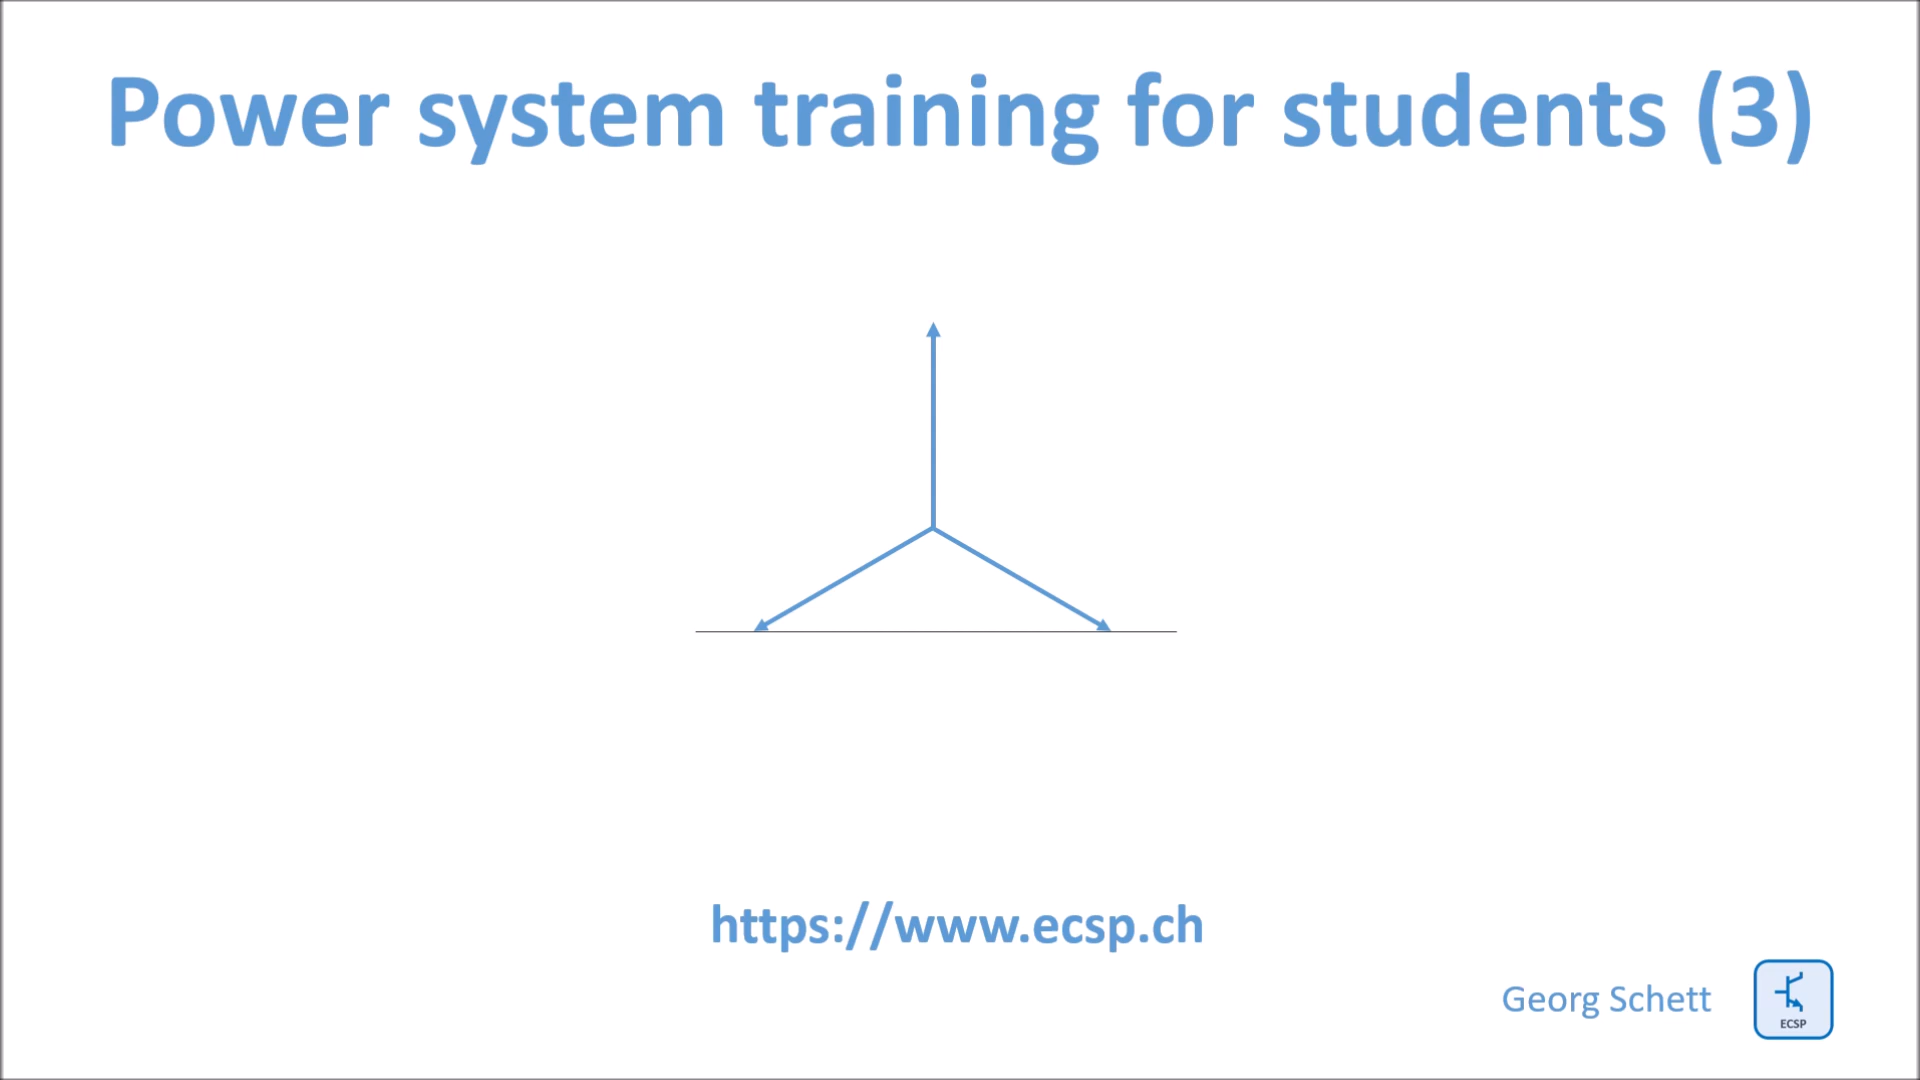 Power system training for students (3)
https://www.ecsp.ch
Georg Schett
ECSP